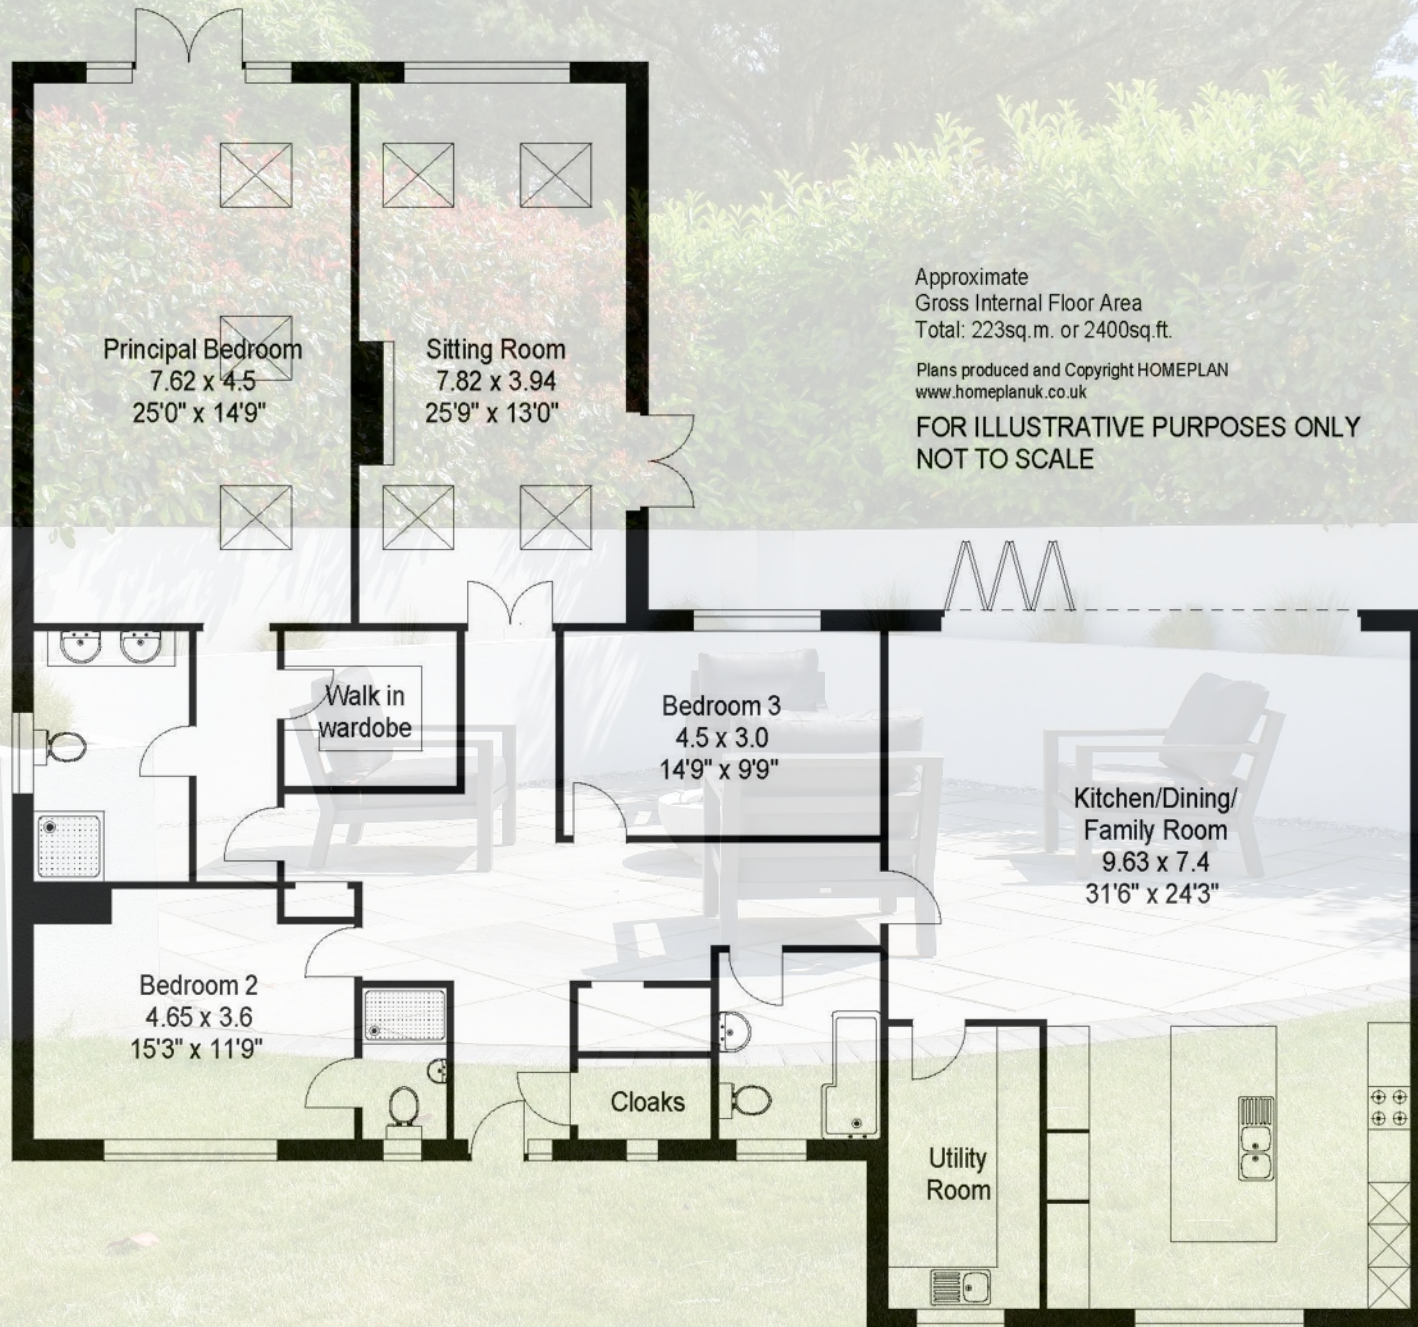 Principal Bedroom
7.62 x 4.5
25'0" x 14'9"
Sitting Room
7.82 x 3.94
25'9" x 13'0"
Approximate
Gross Internal Floor Area
Total: 223sq.m. or 2400sq.ft.
Plans produced and Copyright HOMEPLAN
www.homeplanuk.co.uk
FOR ILLUSTRATIVE PURPOSES ONLY
NOT TO SCALE
Walk in
wardobe
Bedroom 3
4.5 x 3.0
14'9" x 9'9"
Kitchen/Dining/
Family Room
9.63 x 7.4
31'6" x 24'3"
Bedroom 2
4.65 x 3.6
15'3" x 11'9"
Cloaks
Utility
Room